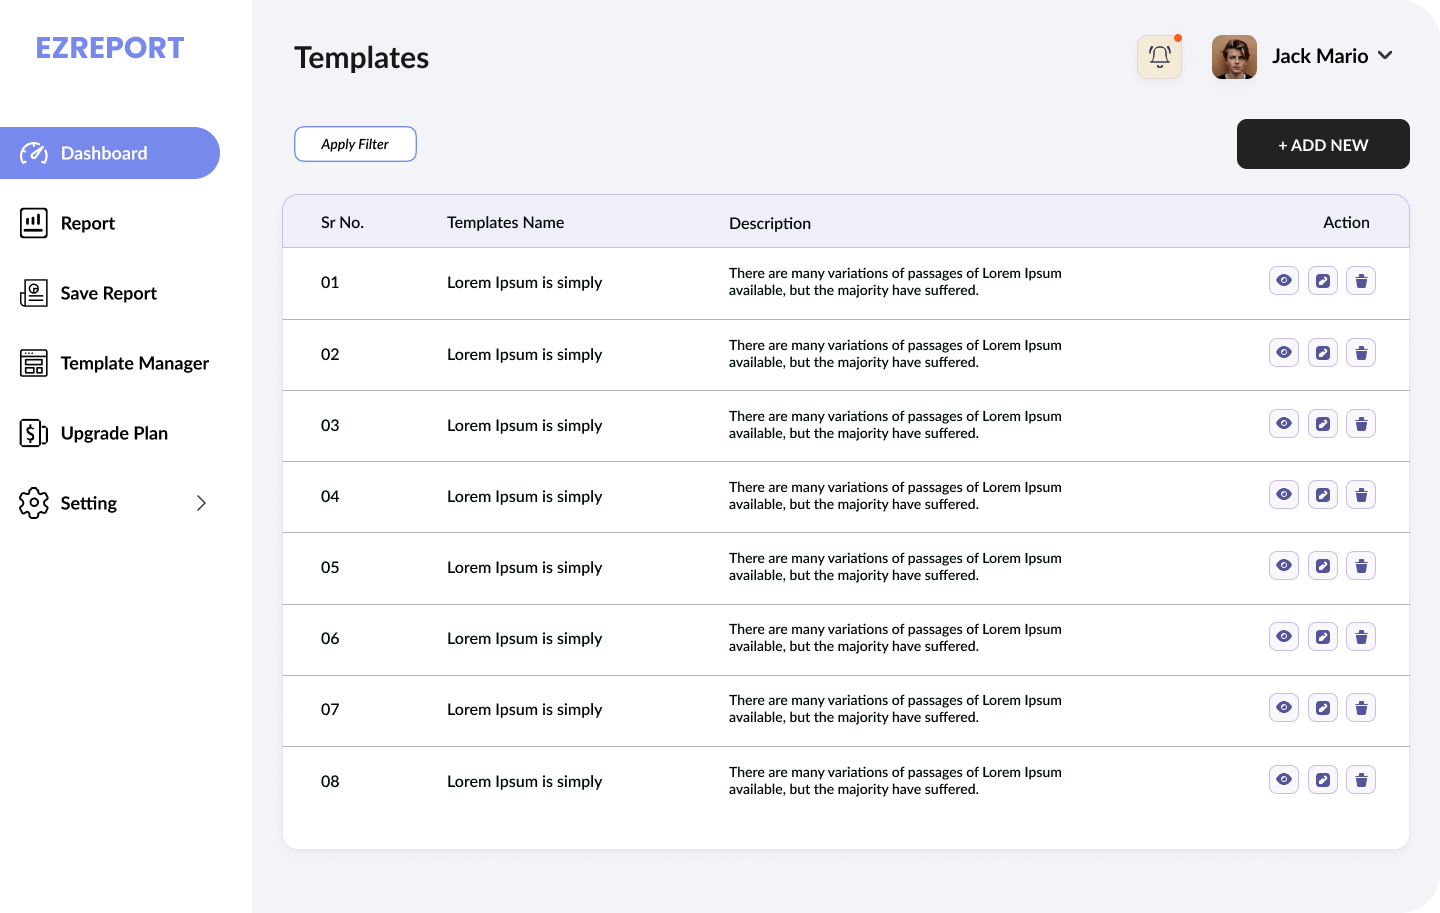 EZREPORT
Templates
Jack Mario
Dashboard
Report
Save Report
Template Manager
Upgrade Plan
Setting
Apply Filter
+ ADD NEW
Sr No. Templates Name Description Action
01 Lorem Ipsum is simply There are many variations of passages of Lorem Ipsum
available, but the majority have suffered.
02 Lorem Ipsum is simply There are many variations of passages of Lorem Ipsum
available, but the majority have suffered.
03 Lorem Ipsum is simply There are many variations of passages of Lorem Ipsum
available, but the majority have suffered.
04 Lorem Ipsum is simply There are many variations of passages of Lorem Ipsum
available, but the majority have suffered.
05 Lorem Ipsum is simply There are many variations of passages of Lorem Ipsum
available, but the majority have suffered.
06 Lorem Ipsum is simply There are many variations of passages of Lorem Ipsum
available, but the majority have suffered.
07 Lorem Ipsum is simply There are many variations of passages of Lorem Ipsum
available, but the majority have suffered.
08 Lorem Ipsum is simply There are many variations of passages of Lorem Ipsum
available, but the majority have suffered.